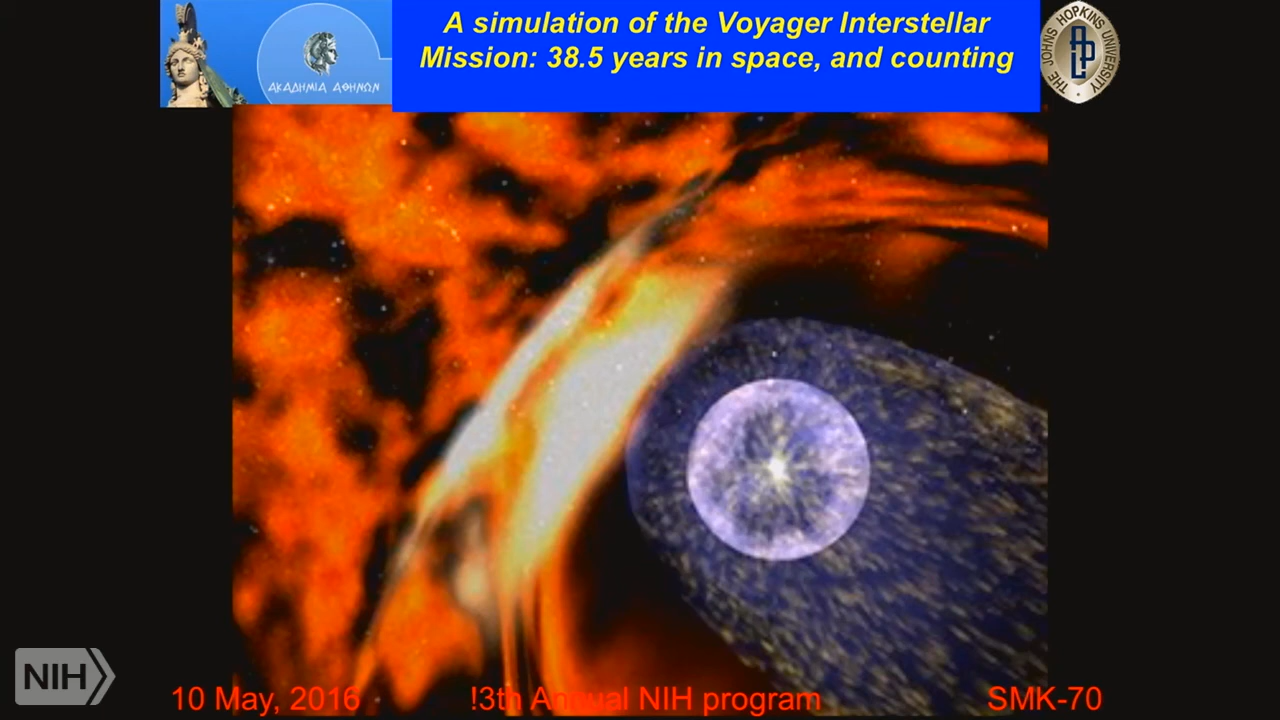 A simulation of the Voyager Interstellar
Mission: 38.5 years in space, and counting
ΑΚΑΔΗΜΙΑ ΑΘΗΝΩΝ
THE JOHNS HOPKINS UNIVERSITY
APL
NIH
10 May, 2016
!3th Annual NIH program
SMK-70